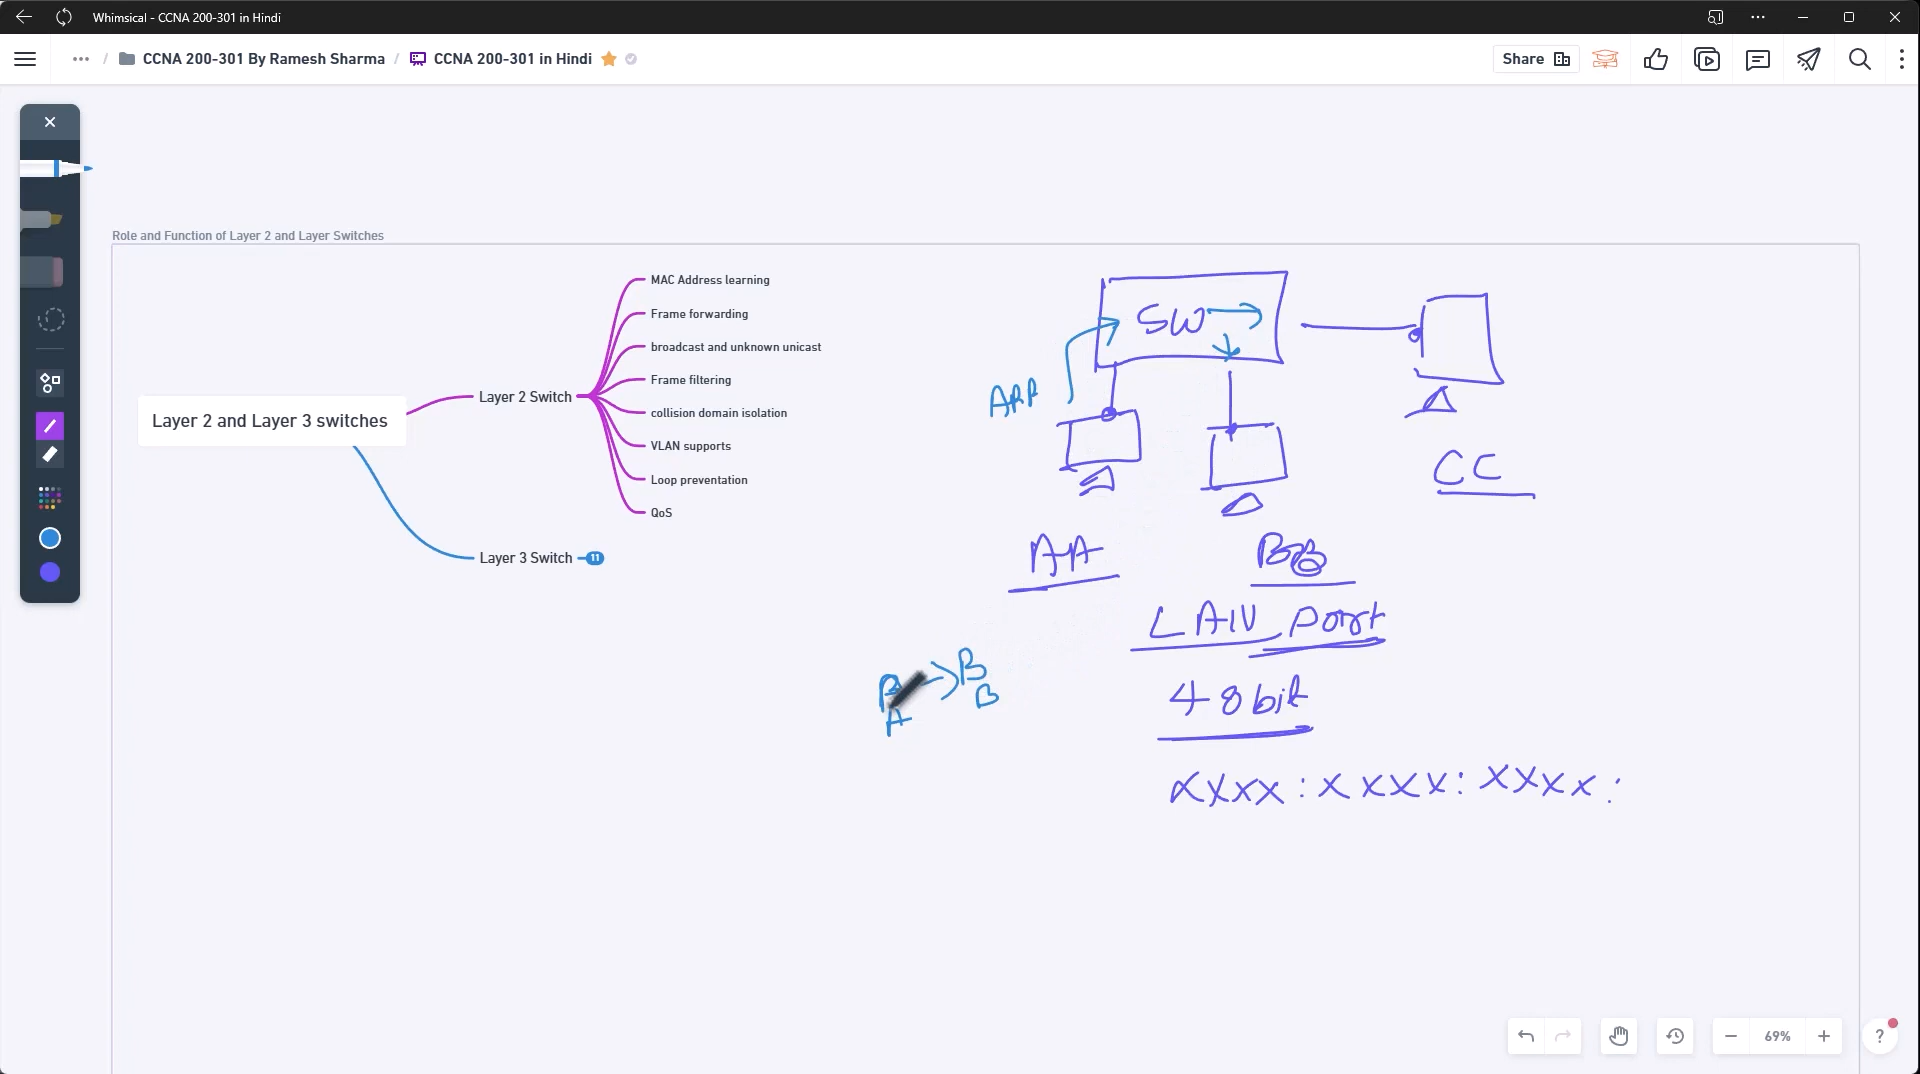 Whimsical - CCNA 200-301 in Hindi
··· / CCNA 200-301 By Ramesh Sharma / CCNA 200-301 in Hindi
Share
Role and Function of Layer 2 and Layer Switches
Layer 2 and Layer 3 switches
Layer 2 Switch
MAC Address learning
Frame forwarding
broadcast and unknown unicast
Frame filtering
collision domain isolation
VLAN supports
Loop preventation
QoS
Layer 3 Switch
11
SW
ARP
CC
AA
BB
LAN Port
B
B
A
B
48bit
xxxx:xxxx:xxxx:
69%
?